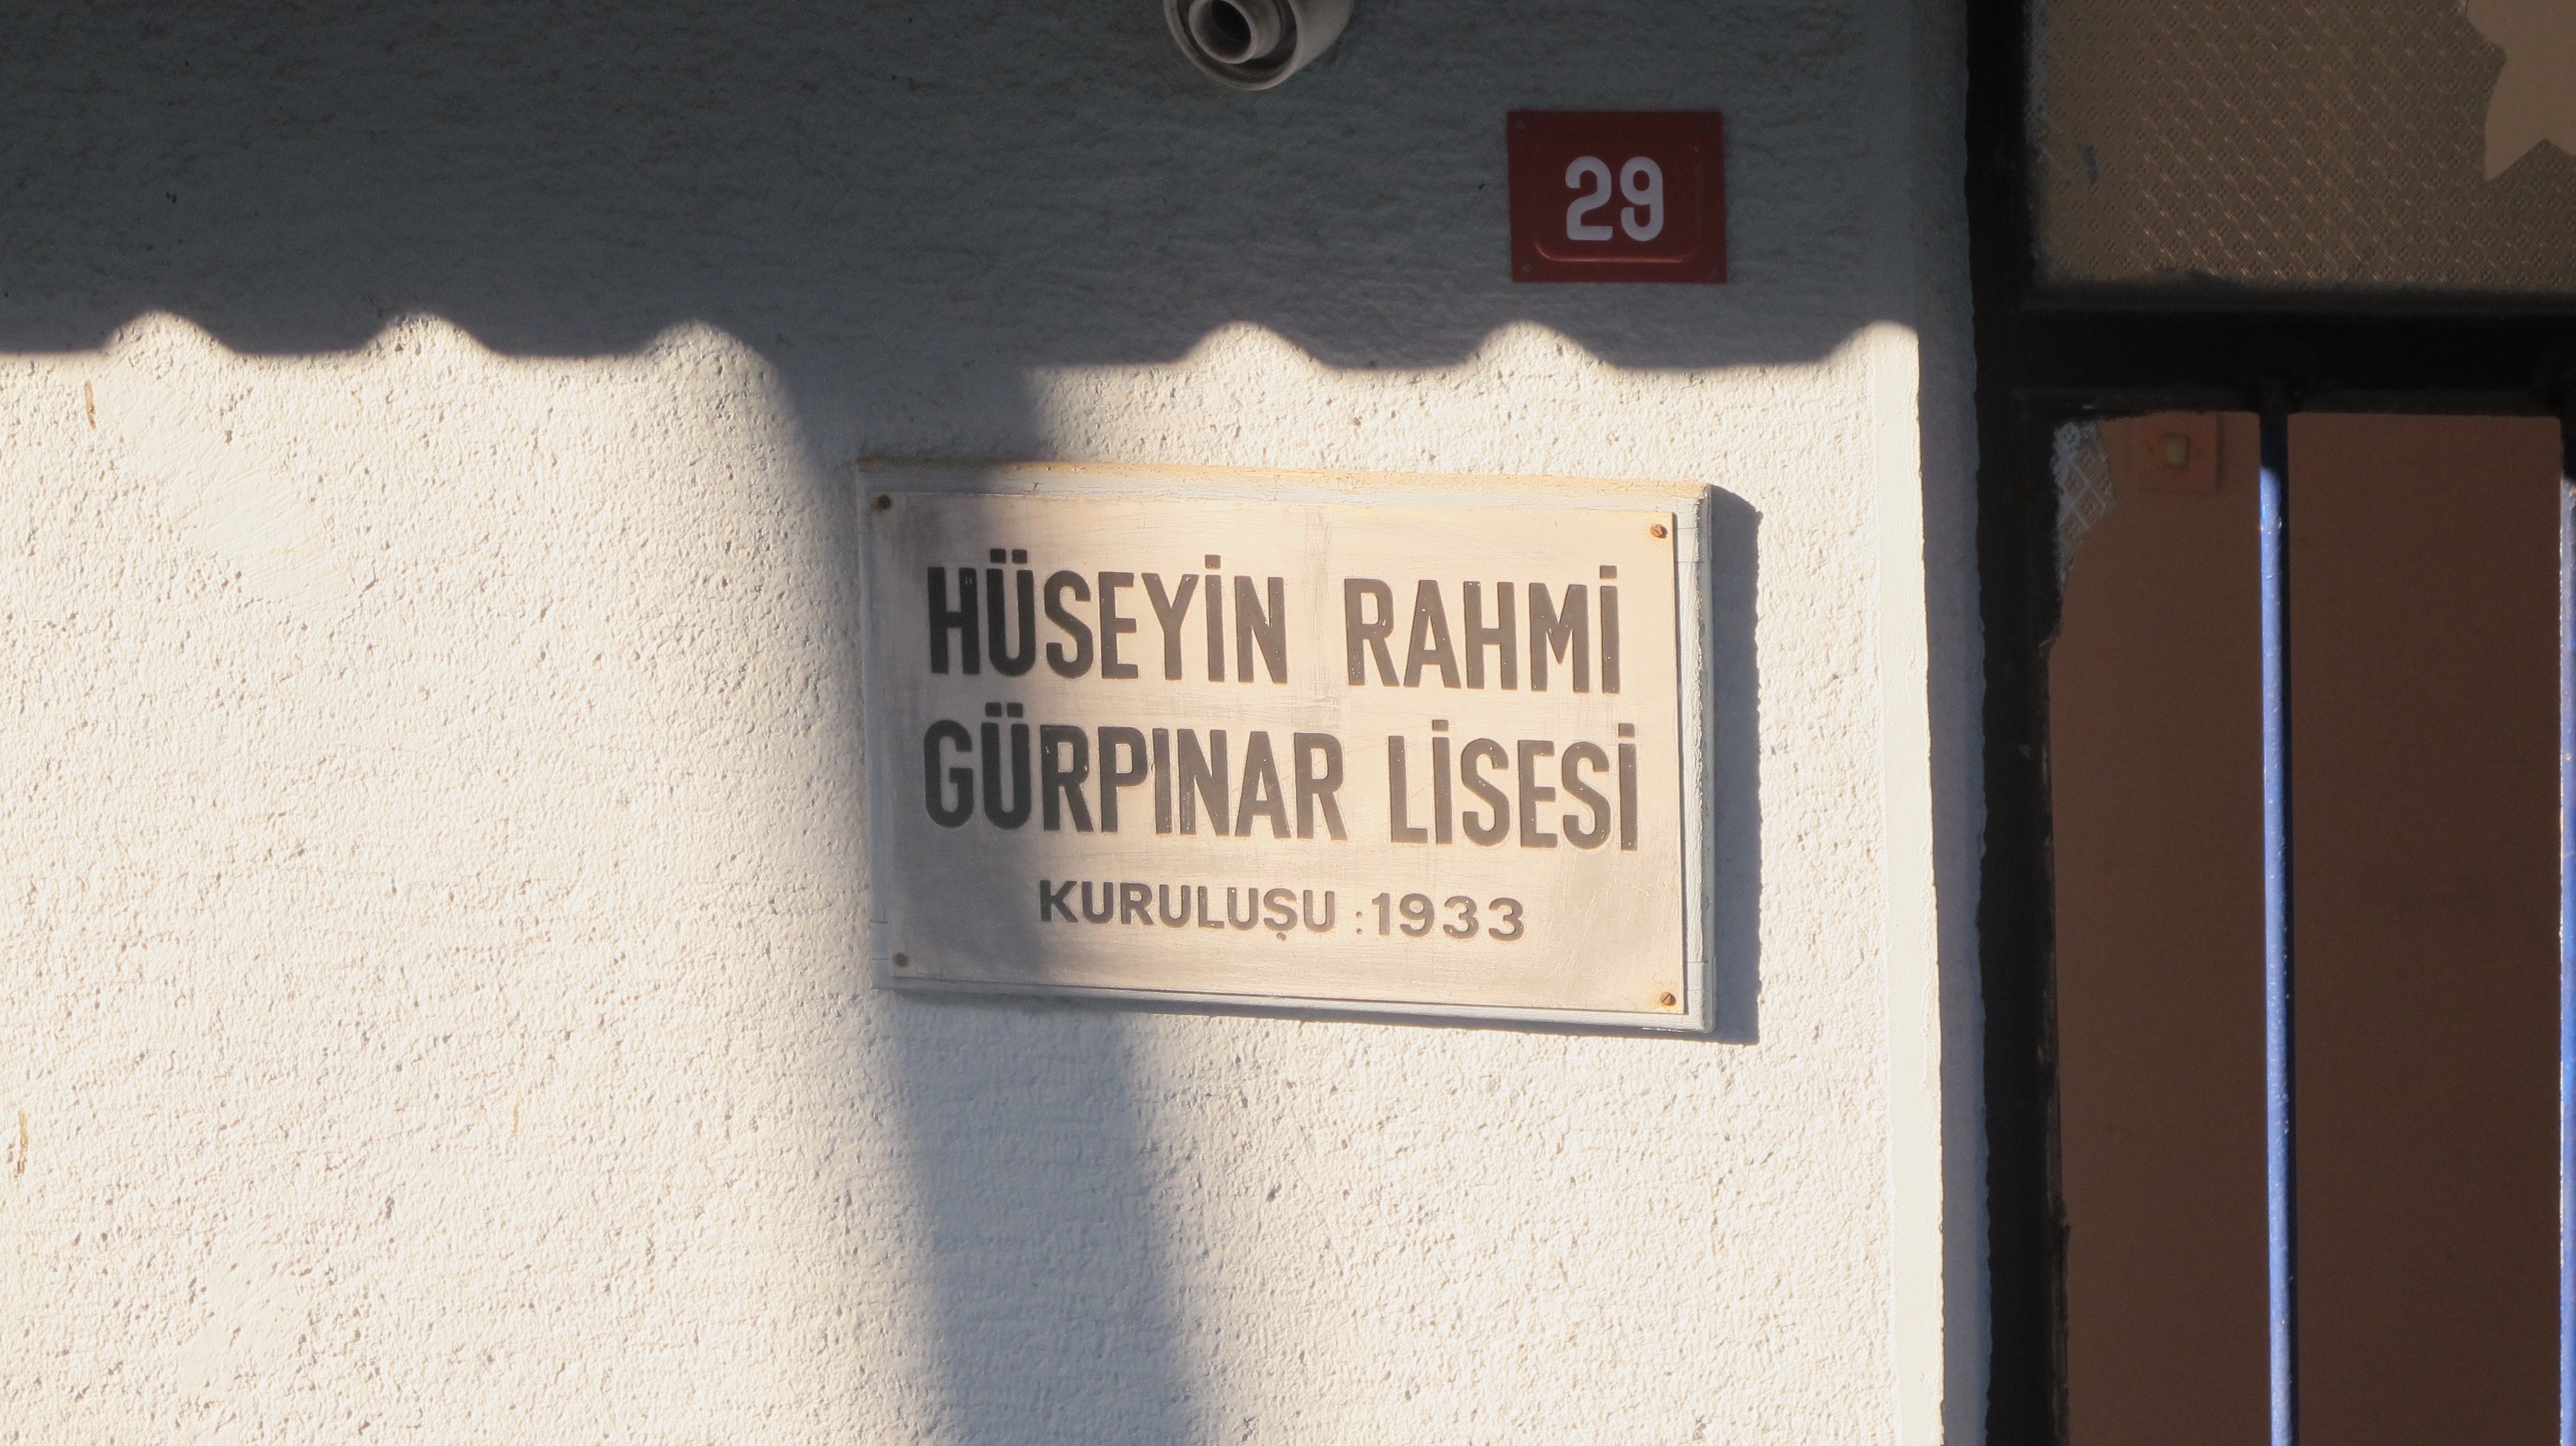 29
HÜSEYİN RAHMİ
GÜRPINAR LİSESİ
KURULUŞU : 1933